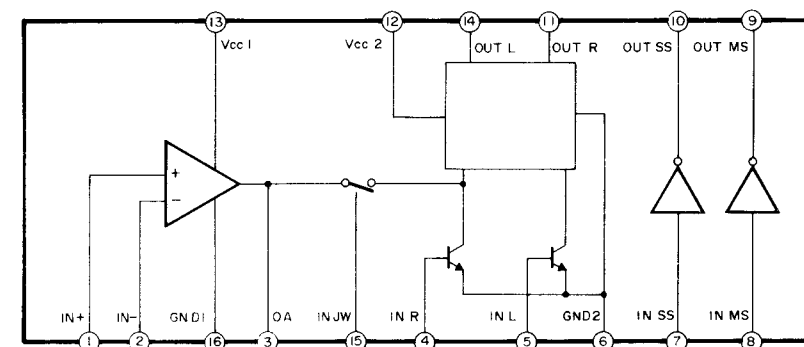 13 12 14 11 10 9
Vcc 1 Vcc 2 OUT L OUT R OUT SS OUT MS
+
−
IN+ IN- GND1 OA INJW IN R IN L GND2 IN SS IN MS
1 2 16 3 15 4 5 6 7 8